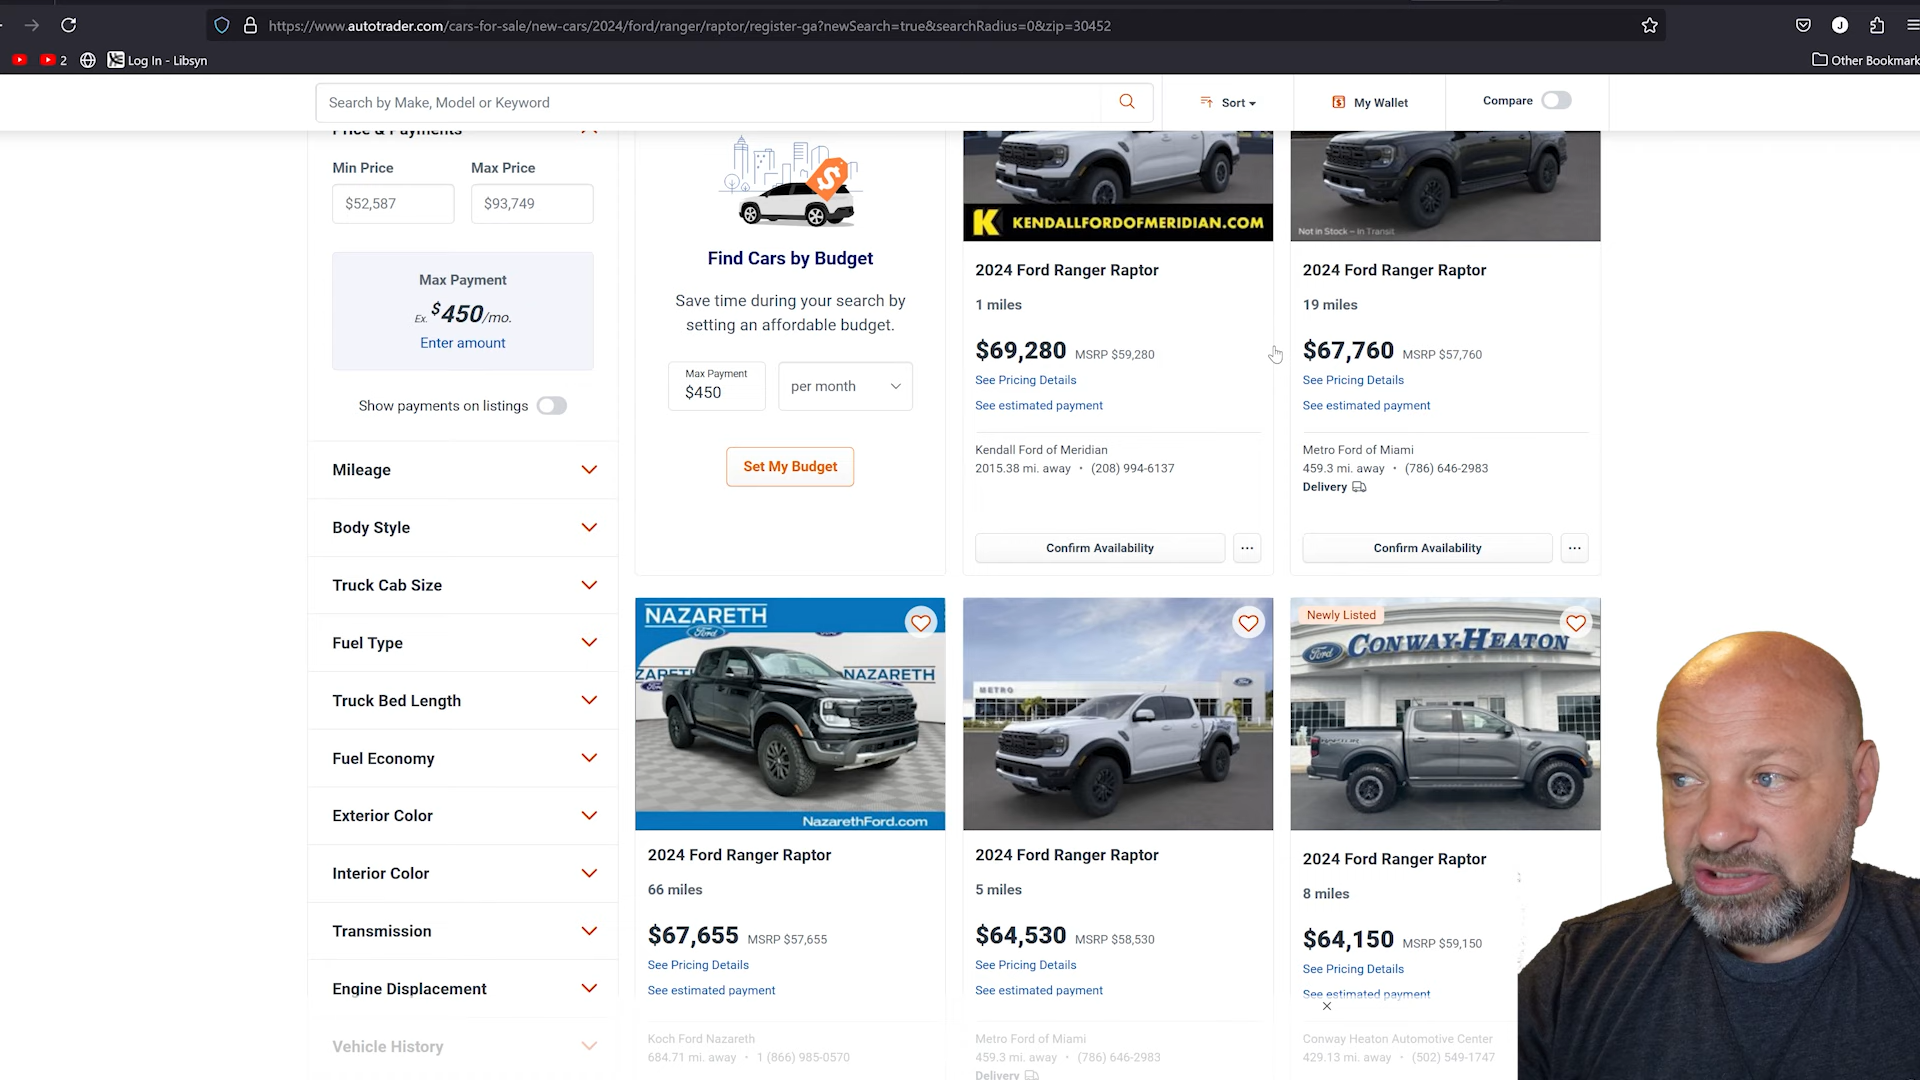 https://www.autotrader.com/cars-for-sale/new-cars/2024/ford/ranger/raptor/register-ga?newSearch=true&searchRadius=0&zip=30452
J
2
Log In - Libsyn
Other Bookmark
Search by Make, Model or Keyword
Sort
My Wallet
Compare
Price & Payments
Min Price
Max Price
$52,587
$93,749
Max Payment
Ex. $450/mo.
Enter amount
Show payments on listings
Mileage
Body Style
Truck Cab Size
Fuel Type
Truck Bed Length
Fuel Economy
Exterior Color
Interior Color
Transmission
Engine Displacement
Vehicle History
$
Find Cars by Budget
Save time during your search by
setting an affordable budget.
Max Payment
$450
per month
Set My Budget
K KENDALLFORDOFMERIDIAN.COM
2024 Ford Ranger Raptor
1 miles
$69,280 MSRP $59,280
See Pricing Details
See estimated payment
Kendall Ford of Meridian
2015.38 mi. away • (208) 994-6137
Confirm Availability
Not in Stock – In Transit
2024 Ford Ranger Raptor
19 miles
$67,760 MSRP $57,760
See Pricing Details
See estimated payment
Metro Ford of Miami
459.3 mi. away • (786) 646-2983
Delivery
Confirm Availability
NAZARETH
Ford
NAZARETH
NazarethFord.com
2024 Ford Ranger Raptor
66 miles
$67,655 MSRP $57,655
See Pricing Details
See estimated payment
Koch Ford Nazareth
684.71 mi. away • 1 (866) 985-0570
METRO
2024 Ford Ranger Raptor
5 miles
$64,530 MSRP $58,530
See Pricing Details
See estimated payment
Metro Ford of Miami
459.3 mi. away • (786) 646-2983
Delivery
Newly Listed
Ford CONWAY-HEATON
2024 Ford Ranger Raptor
8 miles
$64,150 MSRP $59,150
See Pricing Details
See estimated payment
Conway Heaton Automotive Center
429.13 mi. away • (502) 549-1747